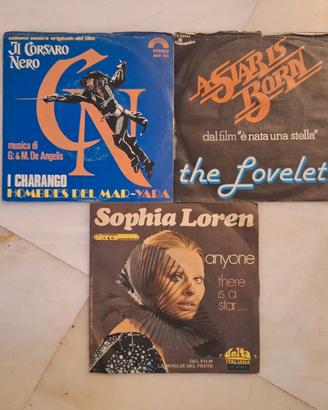 colonna sonora originale del film
Il Corsaro
Nero
STEREO
CN
musica di
G. & M. De Angelis
I CHARANGO
HOMBRES DEL MAR-YARA
A STAR IS
BORN
dal film "è nata una stella"
the Lovelet
Sophia Loren
stereomono
anyone
there
is a
star.....
DAL FILM
LA MOGLIE DEL PRETE
delta
ITALIANA